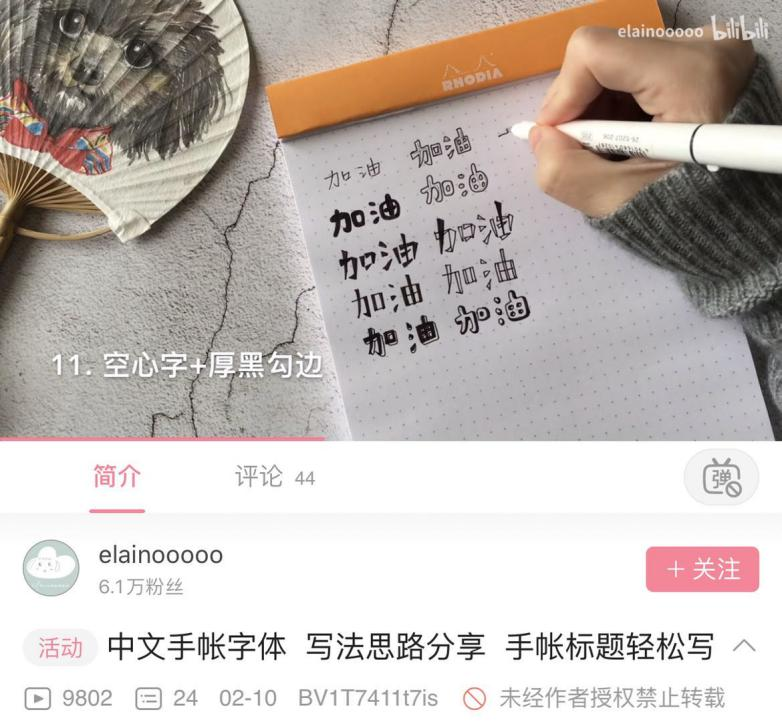 elainooooo bilibili
RHODIA
加油 加油
加油 加油
加油 加油
加油 加油
加油 加油
11. 空心字+厚黑勾边
简介 评论 44 弹
elainooooo
6.1万粉丝
+ 关注
活动 中文手帐字体 写法思路分享 手帐标题轻松写
9802 24 02-10 BV1T7411t7is 未经作者授权禁止转载